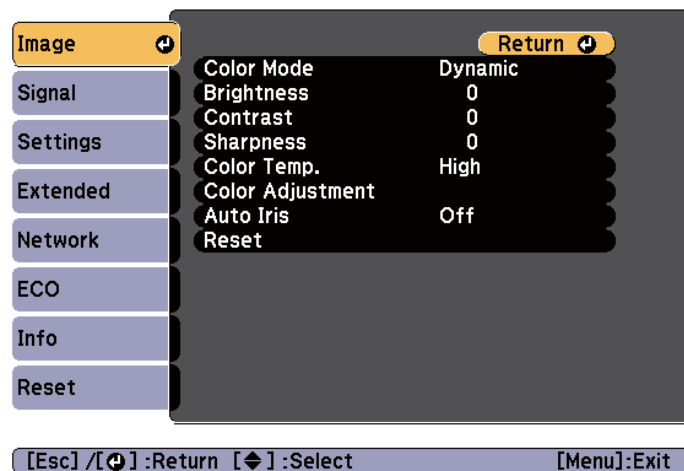 Image
Signal
Settings
Extended
Network
ECO
Info
Reset
Return
Color Mode Dynamic
Brightness 0
Contrast 0
Sharpness 0
Color Temp. High
Color Adjustment
Auto Iris Off
Reset
[Esc] /[⏎] :Return [◆] :Select [Menu]:Exit